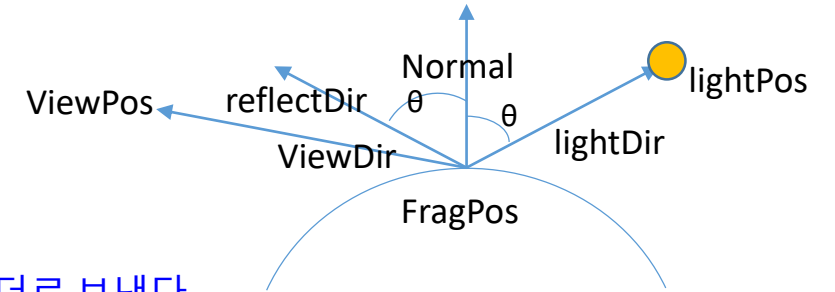 Normal
lightPos
ViewPos
reflectDir
θ
θ
ViewDir
lightDir
FragPos